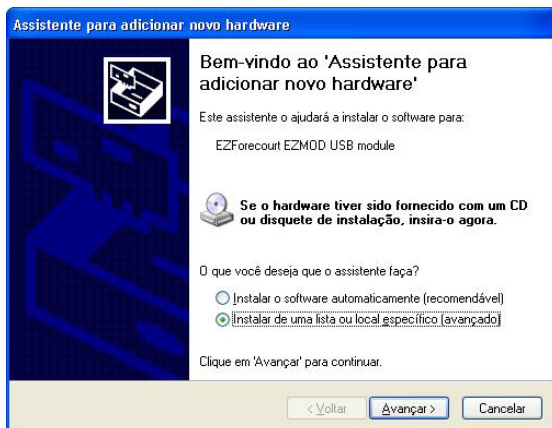 Assistente para adicionar novo hardware
Bem-vindo ao 'Assistente para
adicionar novo hardware'
Este assistente o ajudará a instalar o software para:
EZForecourt EZMOD USB module
Se o hardware tiver sido fornecido com um CD
ou disquete de instalação, insira-o agora.
O que você deseja que o assistente faça?
Instalar o software automaticamente (recomendável)
Instalar de uma lista ou local específico (avançado)
Clique em 'Avançar' para continuar.
< Voltar Avançar > Cancelar